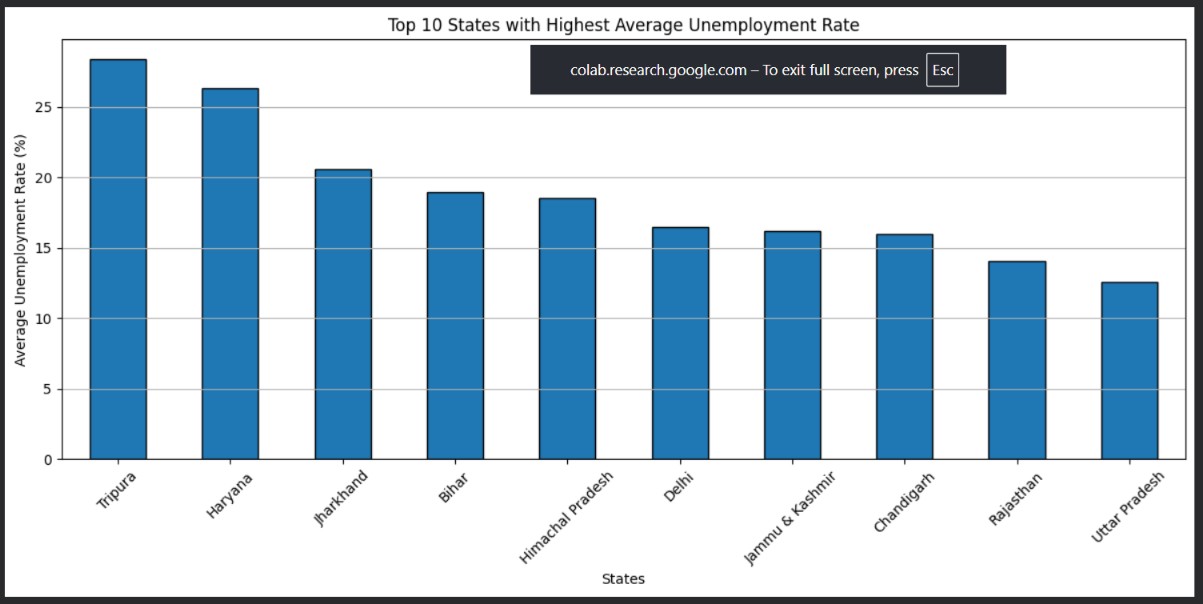 Top 10 States with Highest Average Unemployment Rate
colab.research.google.com – To exit full screen, press Esc
Average Unemployment Rate (%)
25
20
15
10
5
0
Tripura
Haryana
Jharkhand
Bihar
Himachal Pradesh
Delhi
Jammu & Kashmir
Chandigarh
Rajasthan
Uttar Pradesh
States